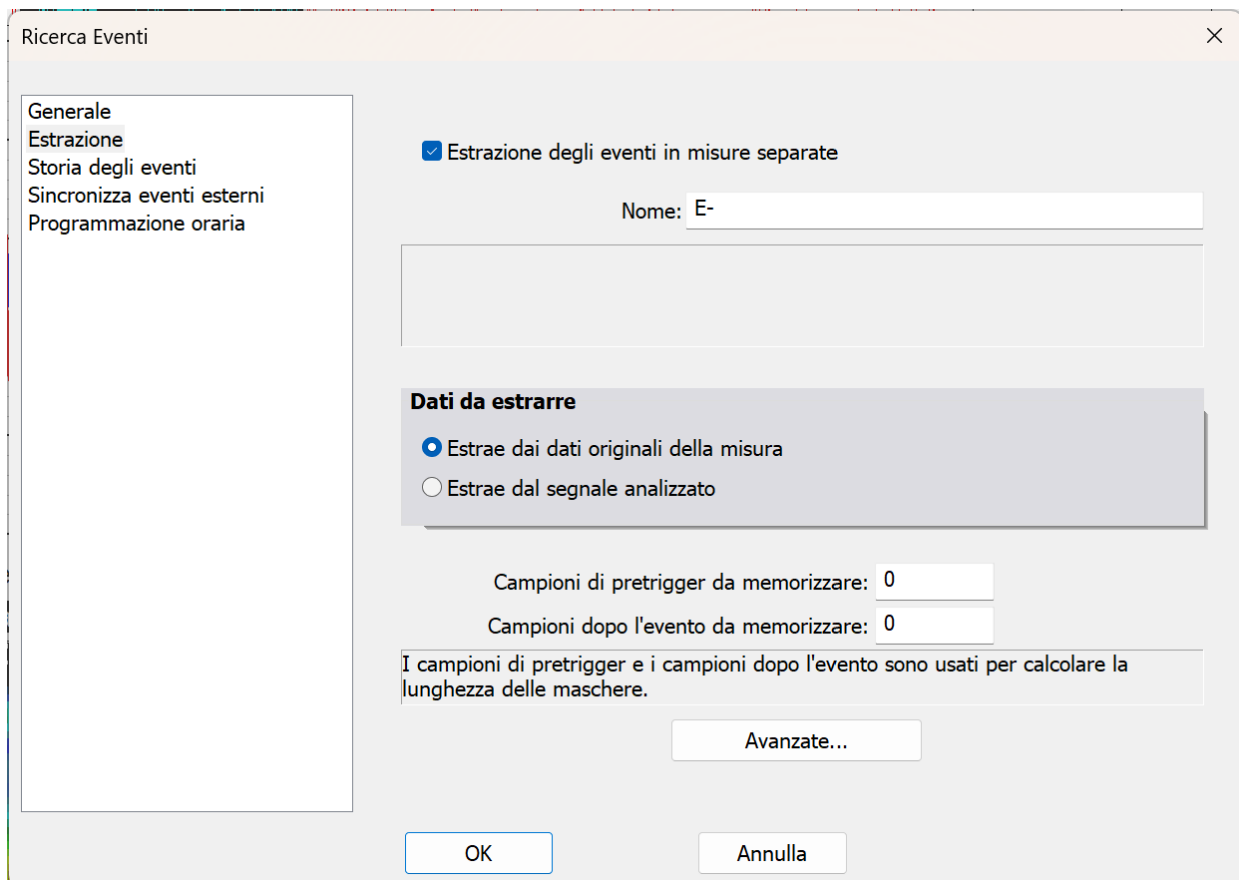 Ricerca Eventi
Generale
Estrazione
Storia degli eventi
Sincronizza eventi esterni
Programmazione oraria
Estrazione degli eventi in misure separate
Nome: E-
Dati da estrarre
Estrae dai dati originali della misura
Estrae dal segnale analizzato
Campioni di pretrigger da memorizzare: 0
Campioni dopo l'evento da memorizzare: 0
I campioni di pretrigger e i campioni dopo l'evento sono usati per calcolare la
lunghezza delle maschere.
Avanzate...
OK Annulla